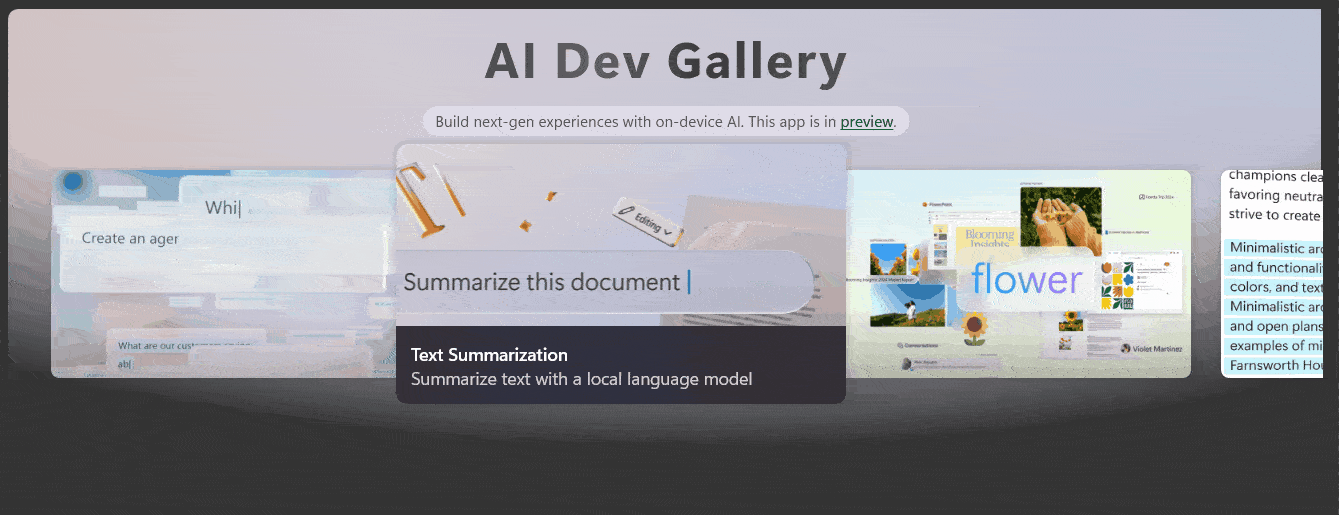 AI Dev Gallery
Build next-gen experiences with on-device AI. This app is in preview.
Whi
Create an ager
What are our customers saying
ab
Editing
Summarize this document
Text Summarization
Summarize text with a local language model
PowerPoint
Blooming
Insights
flower
Violet Martinez
champions clea
favoring neutra
strive to create
Minimalistic arc
and functionali
colors, and text
Minimalistic arc
and open plans
examples of mi
Farnsworth Hou